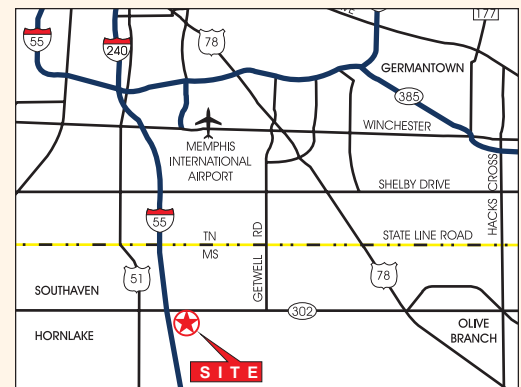 VE
177
55
240
78
GERMANTOWN
385
WINCHESTER
MEMPHIS
INTERNATIONAL
AIRPORT
HACKS CROSS
SHELBY DRIVE
55
TN
GETWELL RD
STATE LINE ROAD
MS
51
78
SOUTHAVEN
302
HORNLAKE
OLIVE
BRANCH
SITE